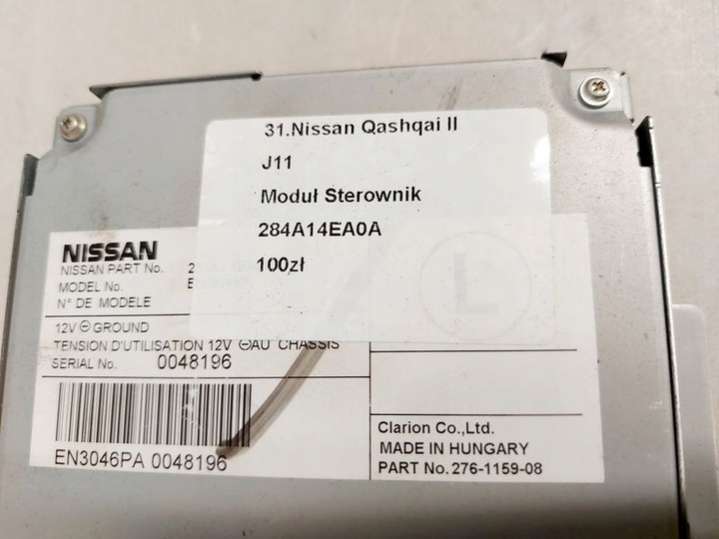 31.Nissan Qashqai II
J11
Moduł Sterownik
284A14EA0A
100zł
NISSAN
NISSAN PART No. 2
MODEL No. E
N° DE MODELE
L
12V ⊖ GROUND
TENSION D'UTILISATION 12V ⊖AU CHASSIS
SERIAL No. 0048196
EN3046PA 0048196
Clarion Co.,Ltd.
MADE IN HUNGARY
PART No. 276-1159-08